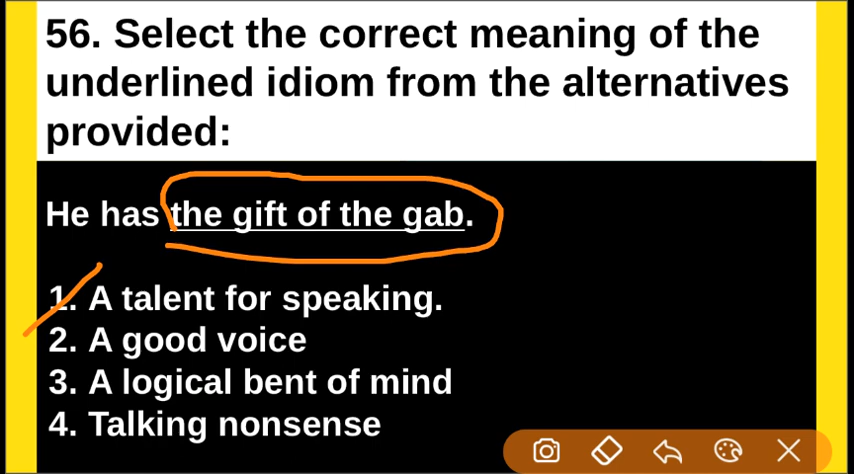 56. Select the correct meaning of the
underlined idiom from the alternatives
provided:
He has the gift of the gab.
1. A talent for speaking.
2. A good voice
3. A logical bent of mind
4. Talking nonsense